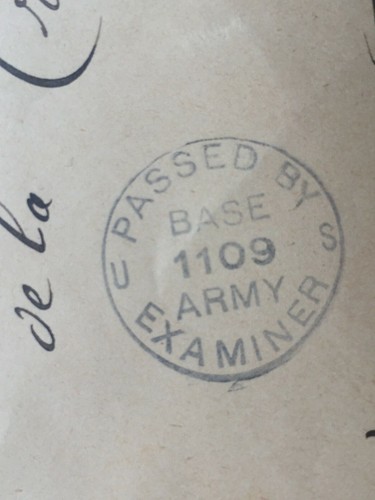 PASSED BY
BASE
1109
ARMY
EXAMINER
U S
de la